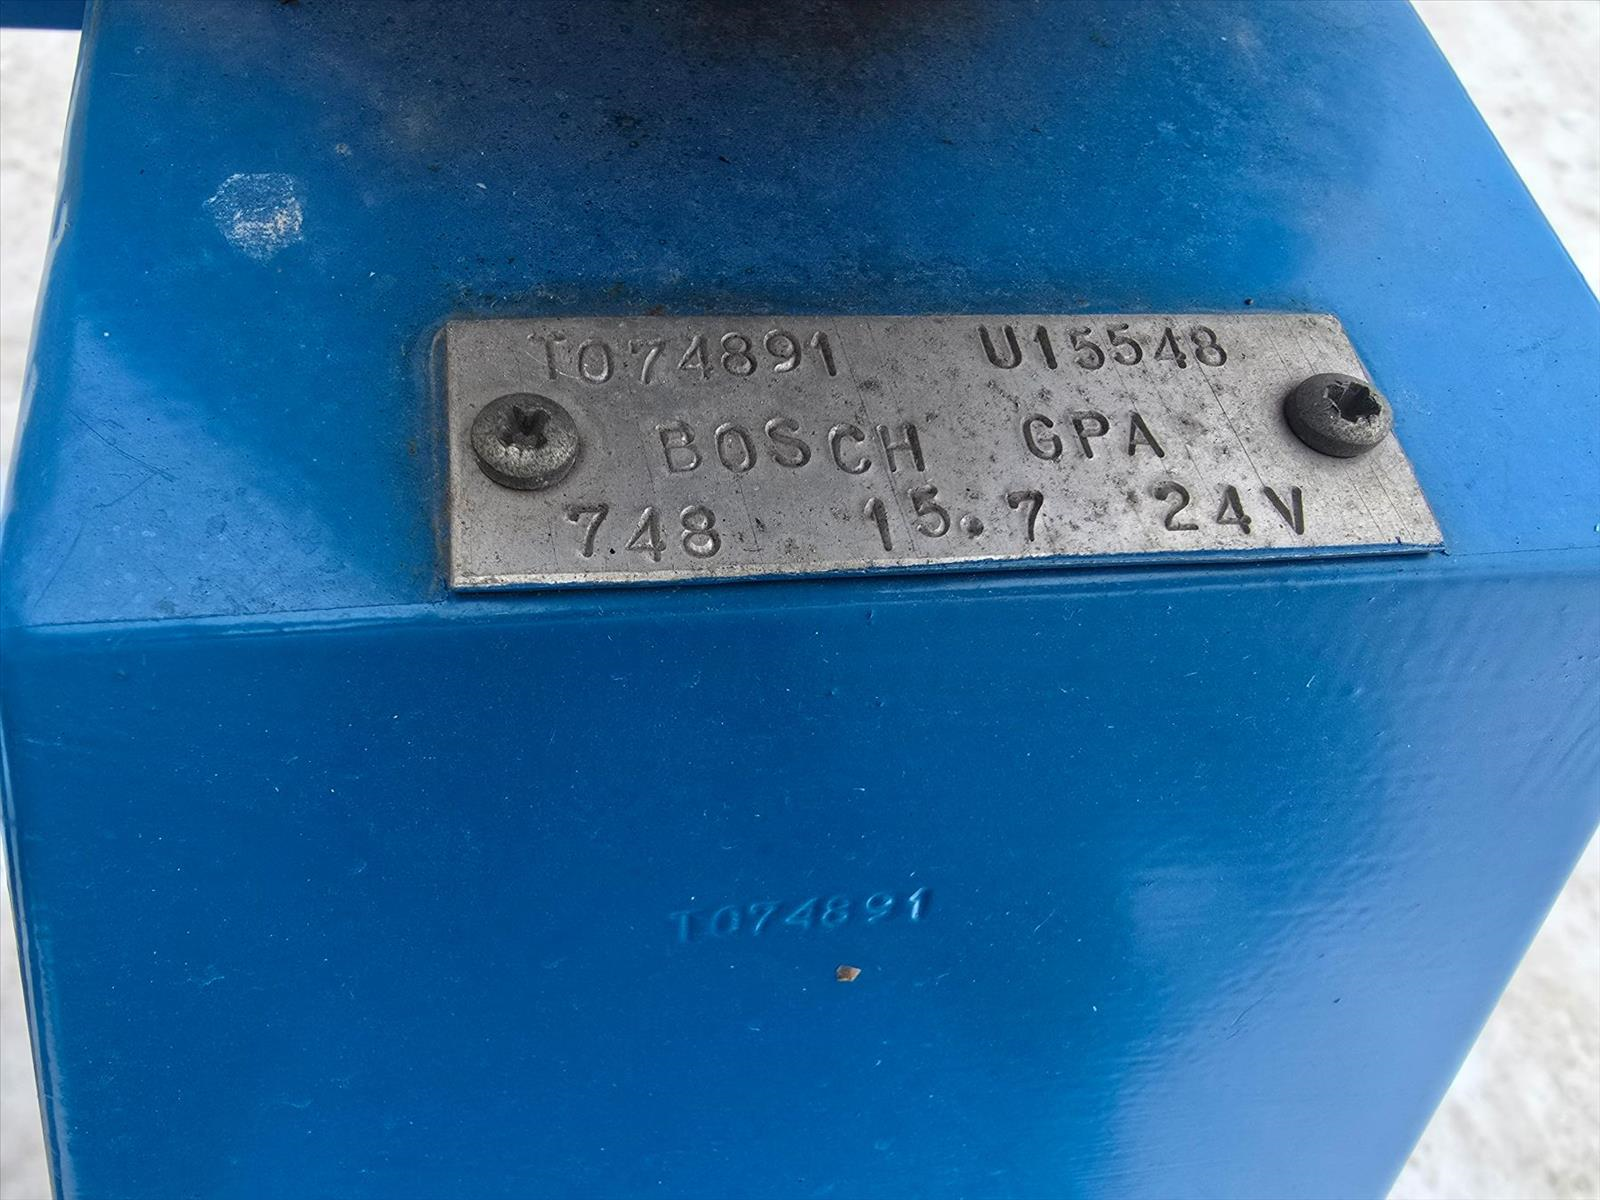 T074891 U15548
BOSCH GPA
748 15.7 24V
T074891